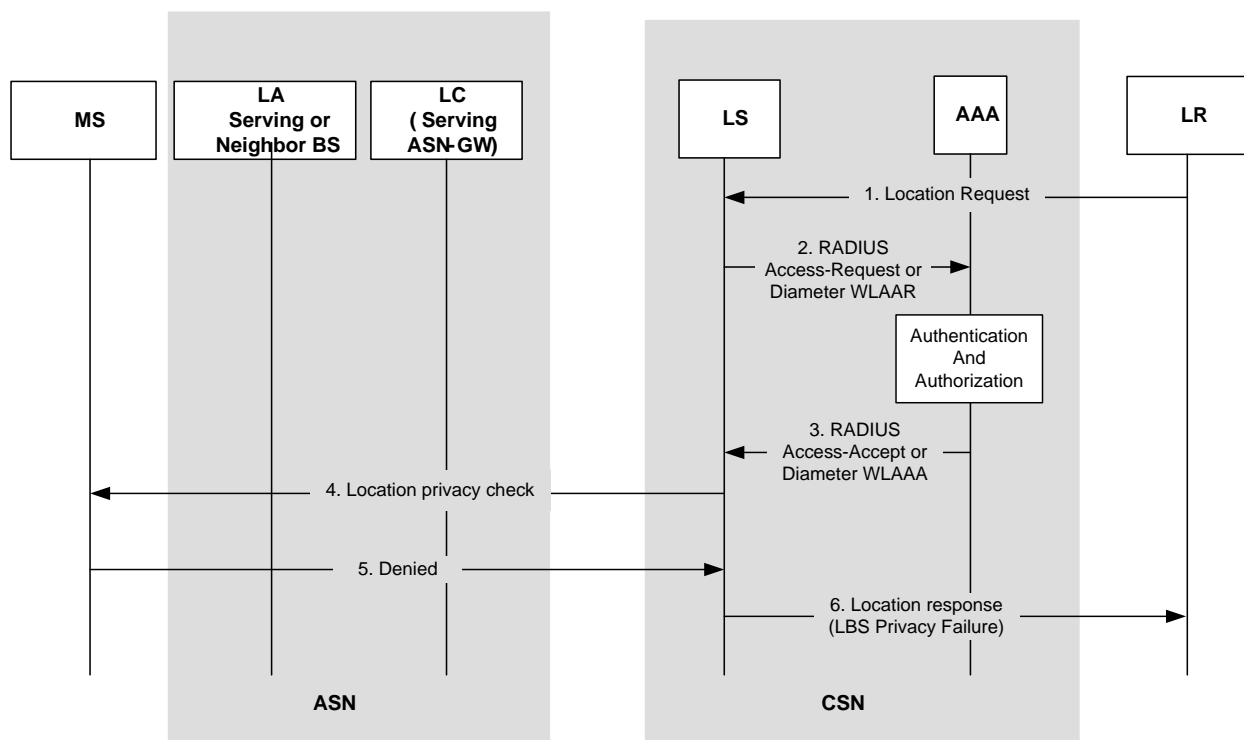 MS
LA
Serving or
Neighbor BS
LC
( Serving
ASN-GW)
LS
AAA
LR
1. Location Request
2. RADIUS
Access-Request or
Diameter WLAAR
Authentication
And
Authorization
3. RADIUS
Access-Accept or
Diameter WLAAA
4. Location privacy check
5. Denied
6. Location response
(LBS Privacy Failure)
ASN
CSN